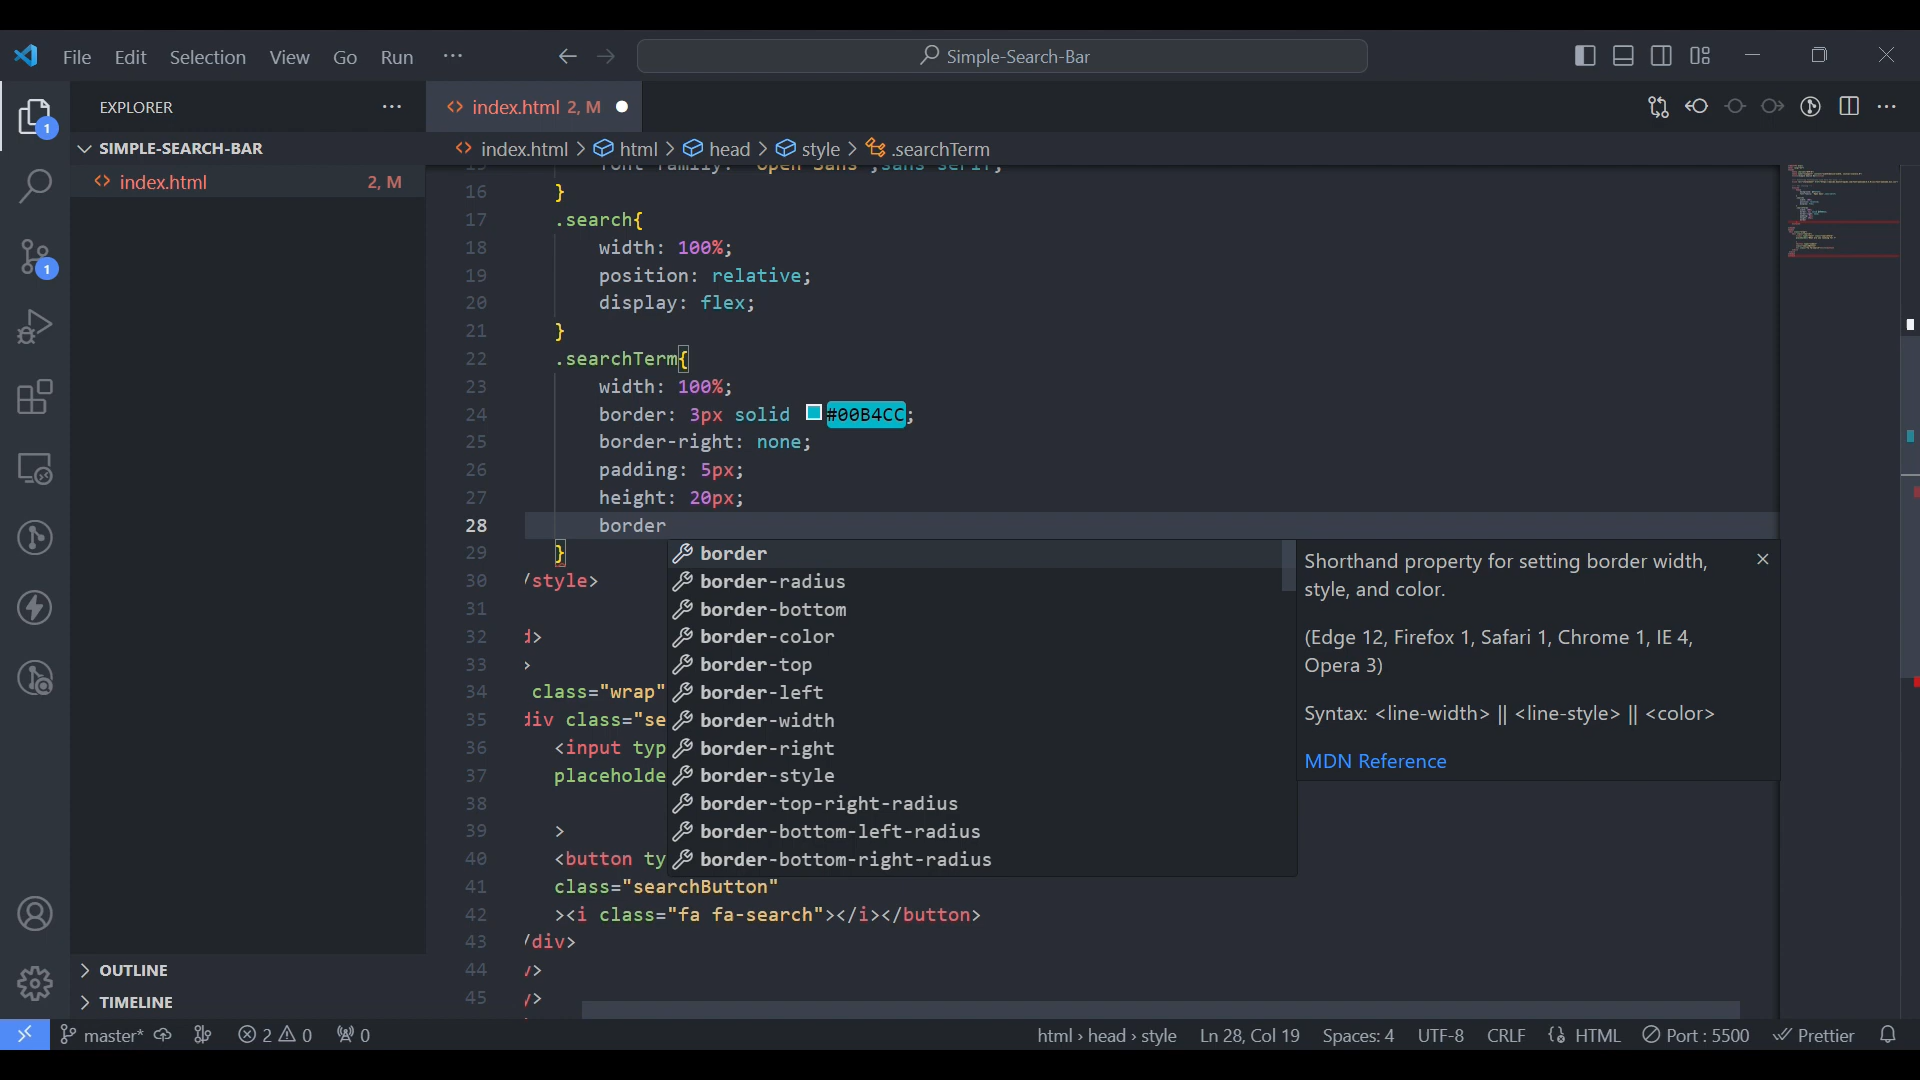 File Edit Selection View Go Run ···
Simple-Search-Bar
EXPLORER ···
SIMPLE-SEARCH-BAR
<> index.html 2, M
1
1
OUTLINE
TIMELINE
<> index.html 2, M
<> index.html > html > head > style > .searchTerm
16 }
17 .search{
18 width: 100%;
19 position: relative;
20 display: flex;
21 }
22 .searchTerm{
23 width: 100%;
24 border: 3px solid #00B4CC;
25 border-right: none;
26 padding: 5px;
27 height: 20px;
28 border
29 }
30 /style>
31
32 d>
33 >
34 class="wrap"
35 div class="se
36 <input typ
37 placeholde
38
39 >
40 <button ty
41 class="searchButton"
42 ><i class="fa fa-search"></i></button>
43 /div>
44 />
45 />
border
border-radius
border-bottom
border-color
border-top
border-left
border-width
border-right
border-style
border-top-right-radius
border-bottom-left-radius
border-bottom-right-radius
Shorthand property for setting border width,
style, and color.
(Edge 12, Firefox 1, Safari 1, Chrome 1, IE 4,
Opera 3)
Syntax: <line-width> || <line-style> || <color>
MDN Reference
master* 2 0 0 html › head › style Ln 28, Col 19 Spaces: 4 UTF-8 CRLF HTML Port : 5500 Prettier